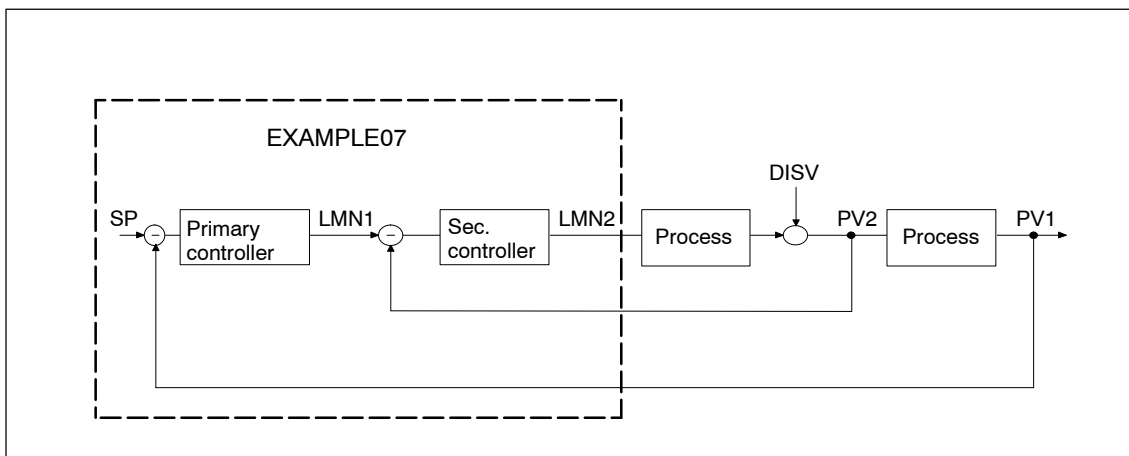 EXAMPLE07
DISV
SP
LMN1
LMN2
PV2
PV1
Primary
controller
Sec.
controller
Process
Process